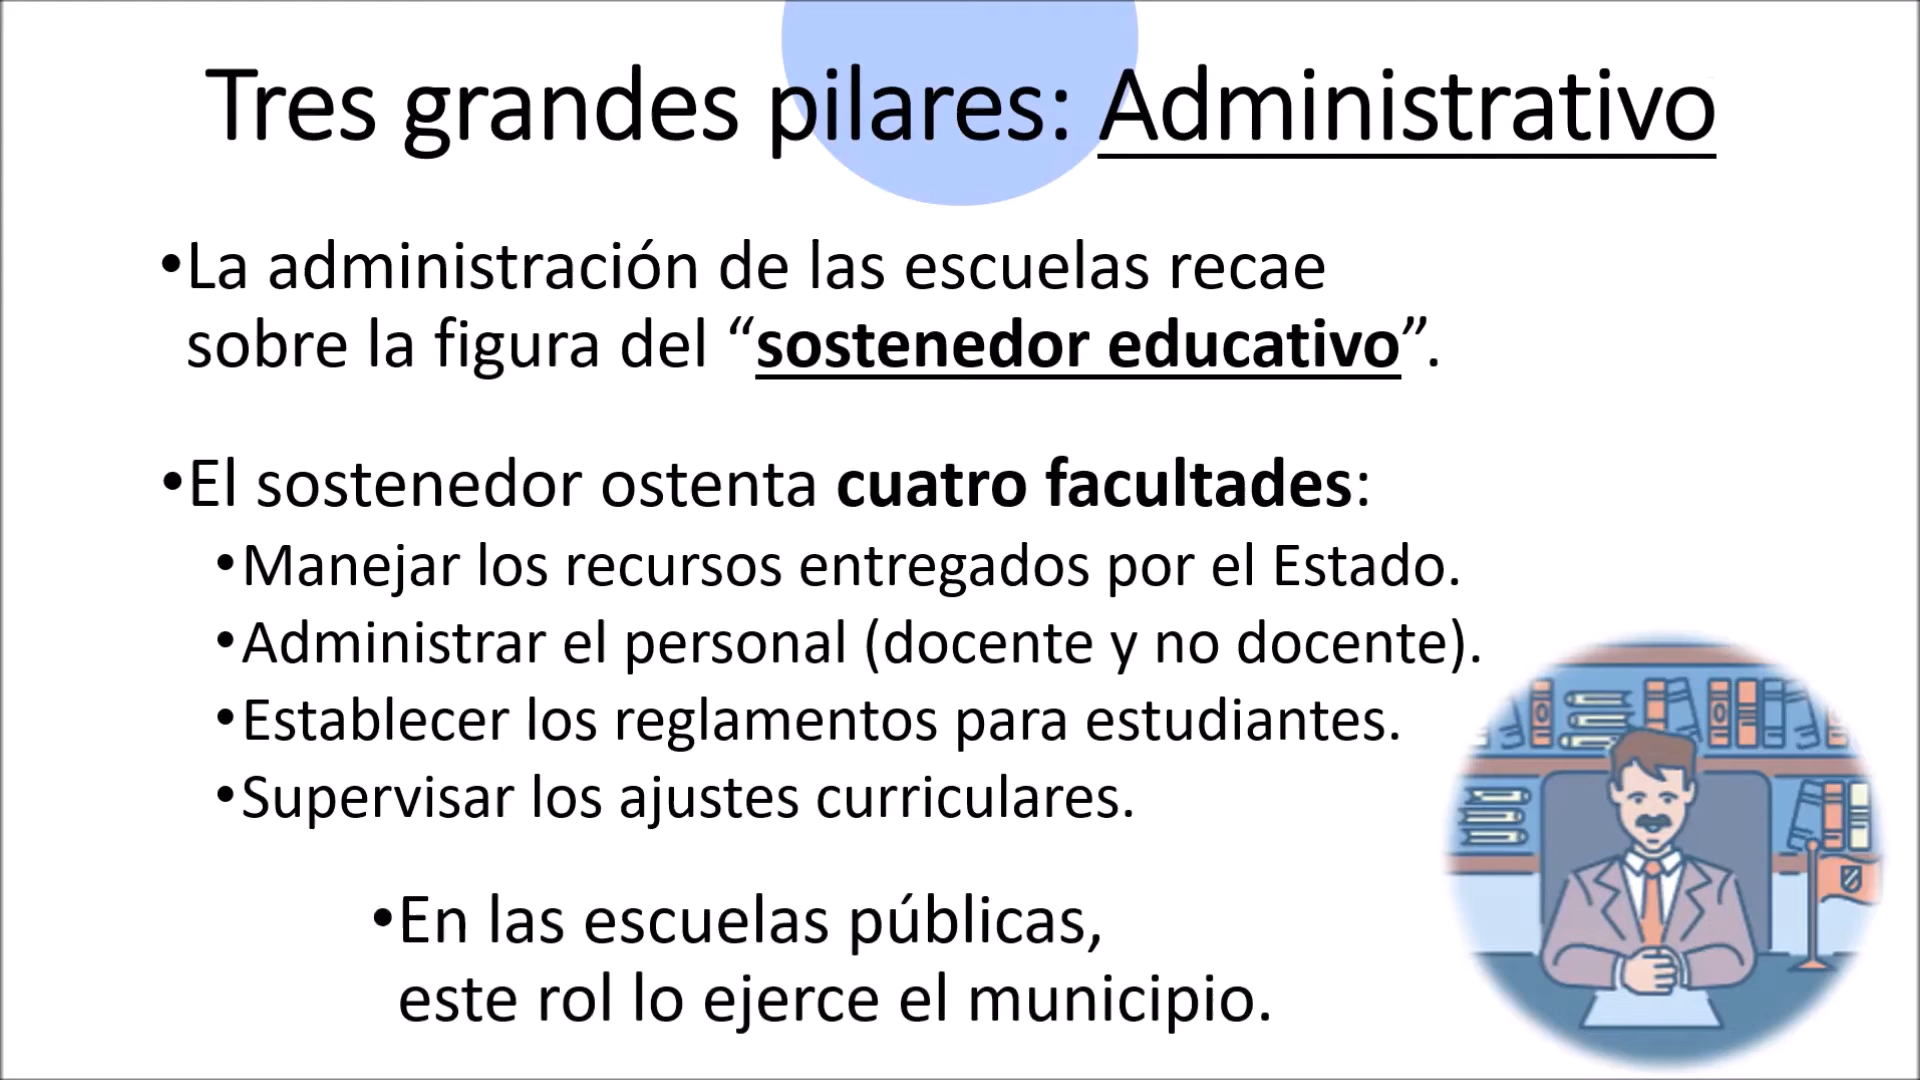 Tres grandes pilares: Administrativo
•La administración de las escuelas recae
sobre la figura del “sostenedor educativo”.
•El sostenedor ostenta cuatro facultades:
•Manejar los recursos entregados por el Estado.
•Administrar el personal (docente y no docente).
•Establecer los reglamentos para estudiantes.
•Supervisar los ajustes curriculares.
•En las escuelas públicas,
este rol lo ejerce el municipio.